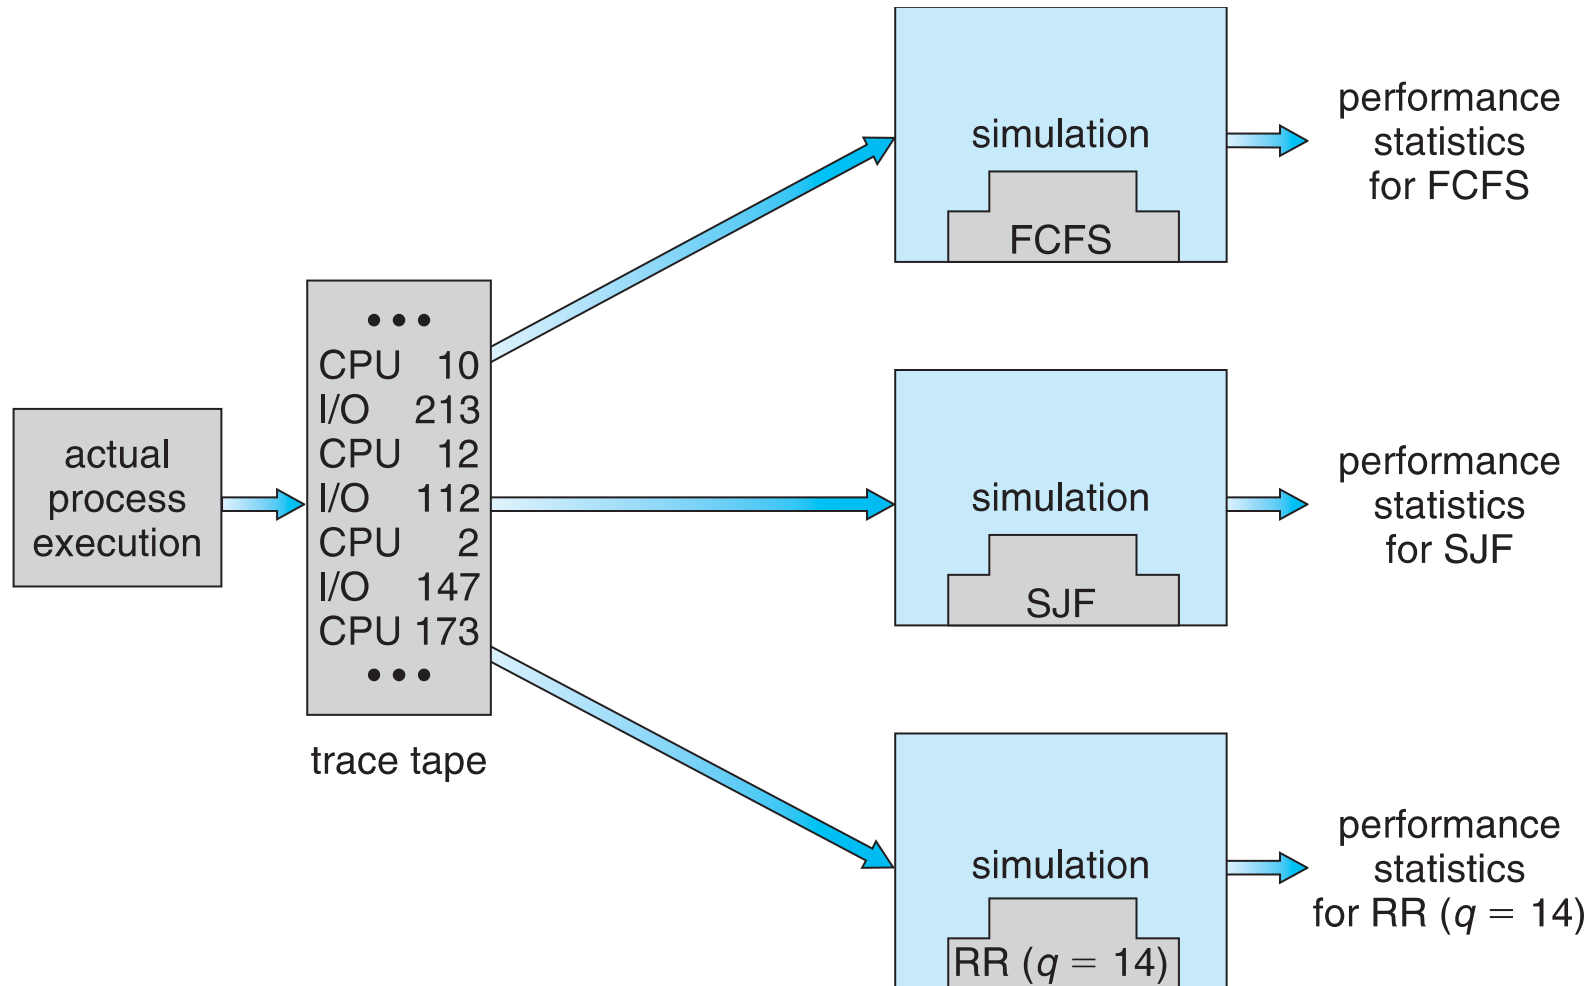 actual
process
execution
• • •
CPU 10
I/O 213
CPU 12
I/O 112
CPU 2
I/O 147
CPU 173
• • •
trace tape
simulation
FCFS
performance
statistics
for FCFS
simulation
SJF
performance
statistics
for SJF
simulation
RR (q = 14)
performance
statistics
for RR (q = 14)